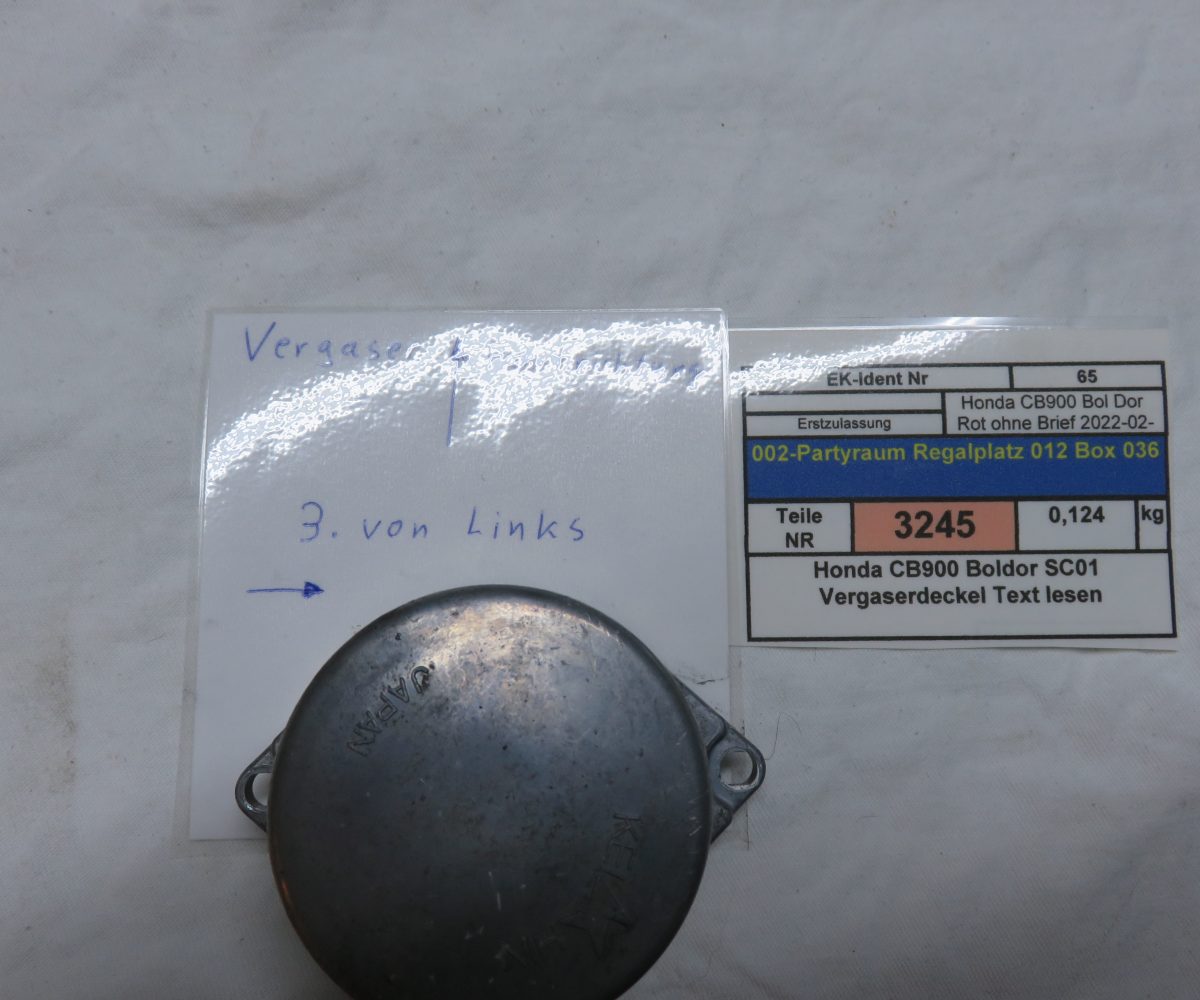 Vergaser Fahrtrichtung
3. von Links
EK-Ident Nr 65
Erstzulassung
Honda CB900 Bol Dor
Rot ohne Brief 2022-02-
002-Partyraum Regalplatz 012 Box 036
Teile
NR
3245
0,124
kg
Honda CB900 Boldor SC01
Vergaserdeckel Text lesen
JAPAN